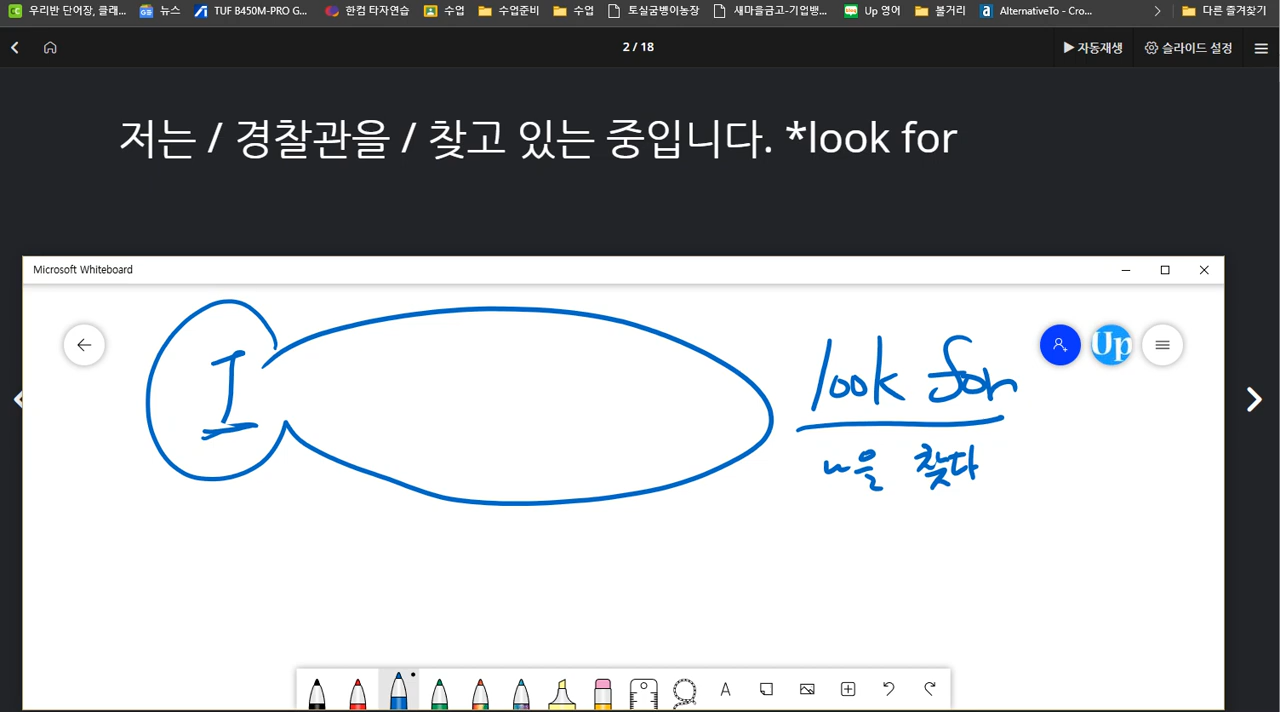 우리반 단어장, 클래... 뉴스 TUF B450M-PRO G... 한컴 타자연습 수업 수업준비 수업 토실굼벵이농장 새마을금고-기업뱅... Up 영어 볼거리 AlternativeTo - Cro... 다른 즐겨찾기
2 / 18 ▶자동재생 슬라이드 설정
저는 / 경찰관을 / 찾고 있는 중입니다. *look for
Microsoft Whiteboard
I look for Up
~을 찾다
A